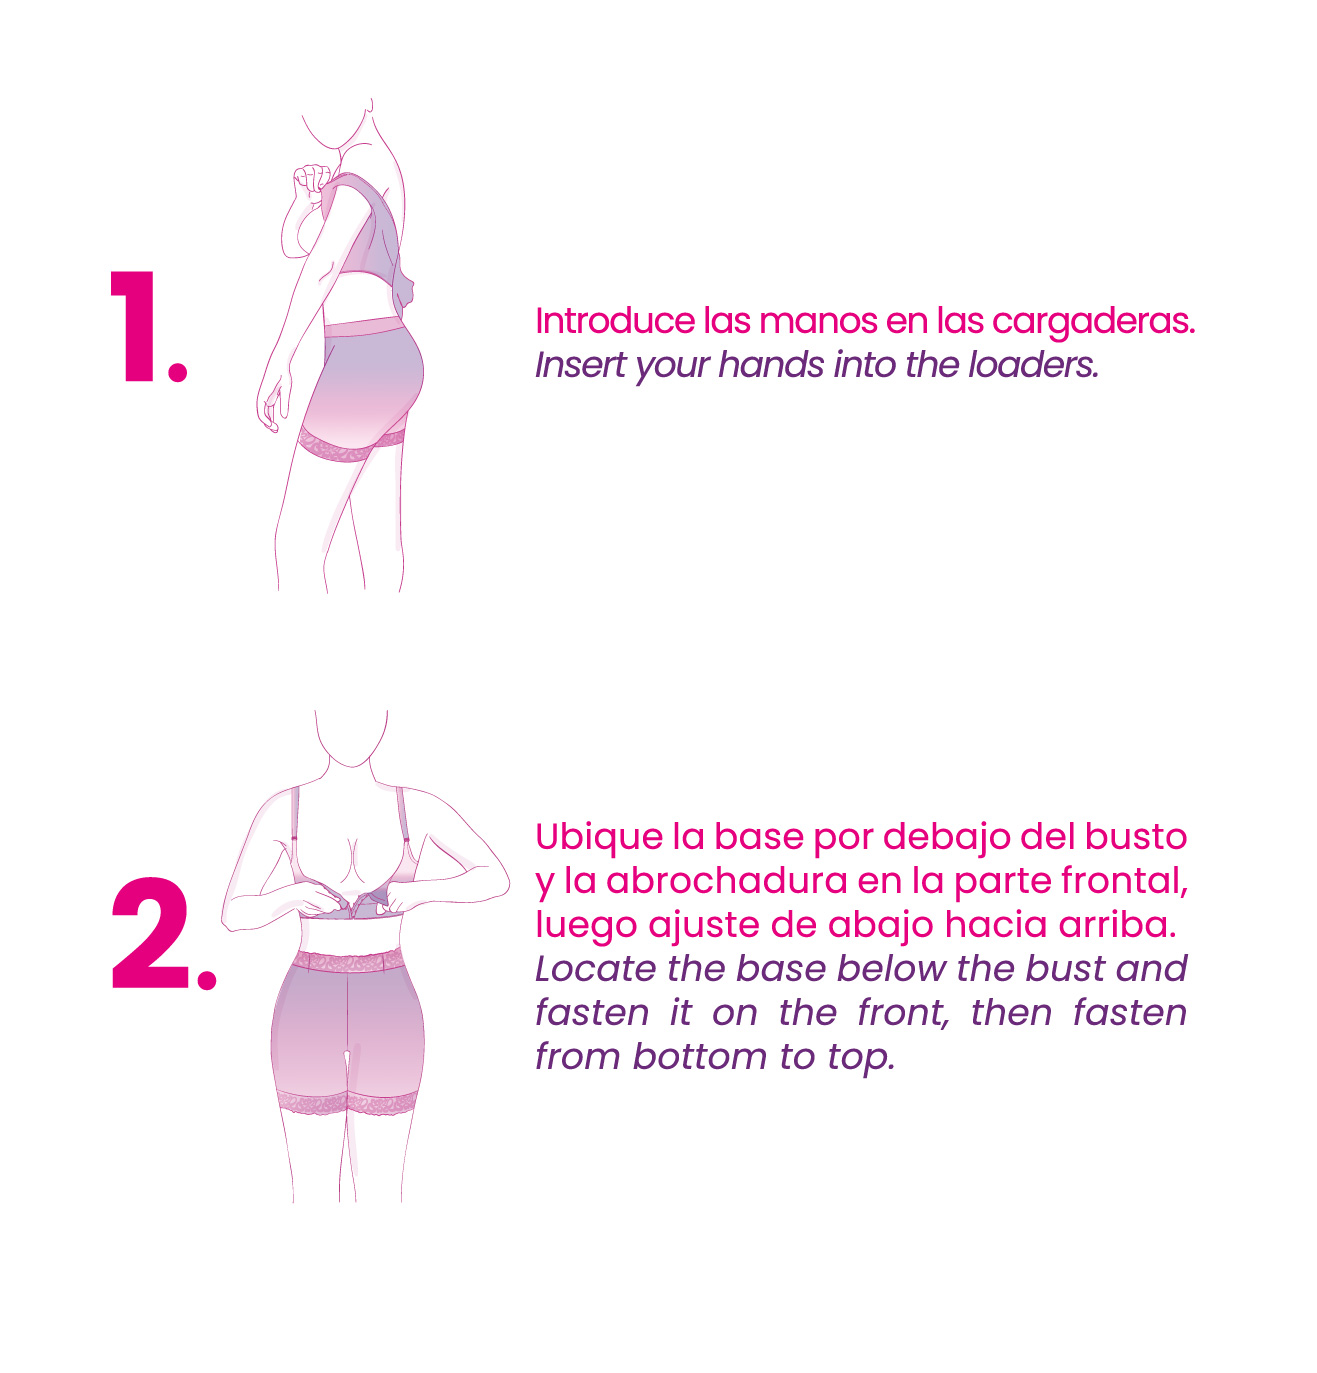 1.
Introduce las manos en las cargaderas.
Insert your hands into the loaders.
2.
Ubique la base por debajo del busto
y la abrochadura en la parte frontal,
luego ajuste de abajo hacia arriba.
Locate the base below the bust and
fasten it on the front, then fasten
from bottom to top.